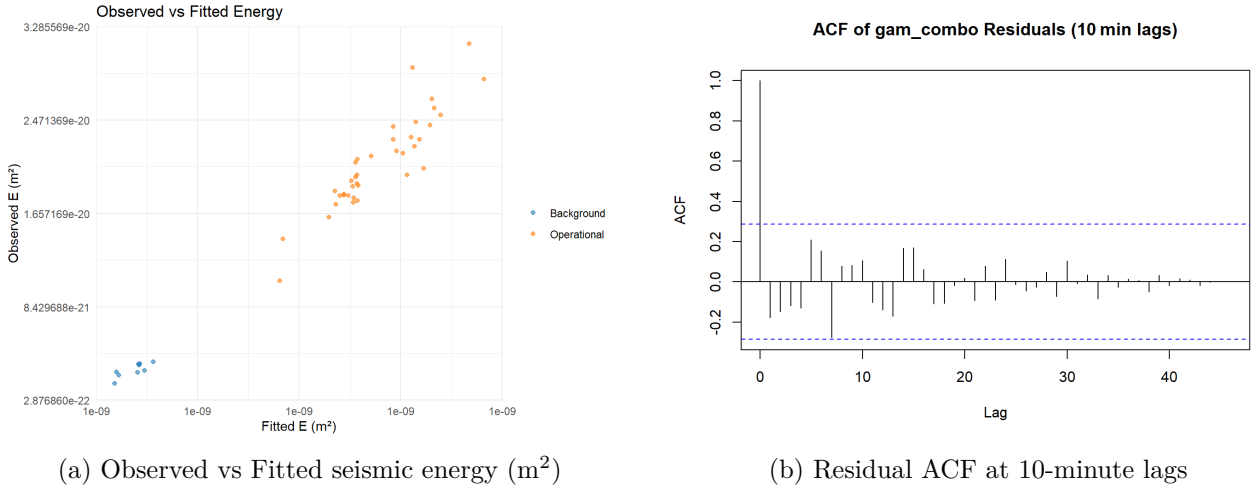 Observed vs Fitted Energy
3.285569e-20
2.471369e-20
1.657169e-20
8.429688e-21
2.876860e-22
Observed E (m²)
1e-09 1e-09 1e-09 1e-09 1e-09
Fitted E (m²)
Background
Operational
(a) Observed vs Fitted seismic energy (m²)
ACF of gam_combo Residuals (10 min lags)
1.0
0.8
0.6
0.4
0.2
0.0
-0.2
ACF
0 10 20 30 40
Lag
(b) Residual ACF at 10-minute lags